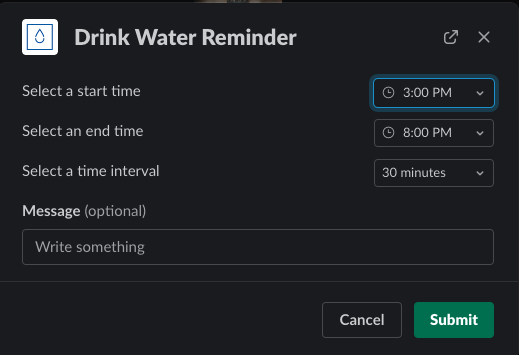 Drink Water Reminder
Select a start time
3:00 PM
Select an end time
8:00 PM
Select a time interval
30 minutes
Message (optional)
Write something
Cancel
Submit